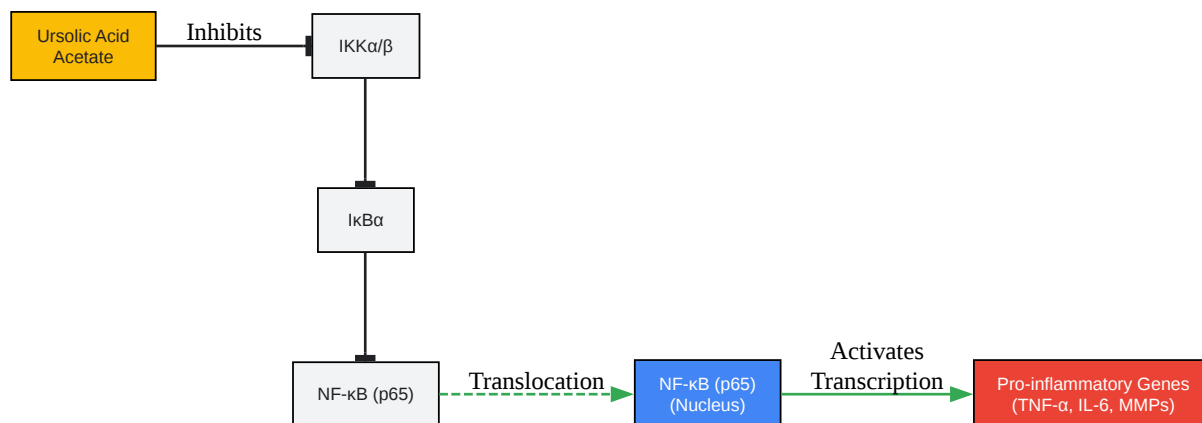 Ursolic Acid
Acetate
Inhibits
IKKα/β
IκBα
NF-κB (p65)
Translocation
NF-κB (p65)
(Nucleus)
Activates
Transcription
Pro-inflammatory Genes
(TNF-α, IL-6, MMPs)